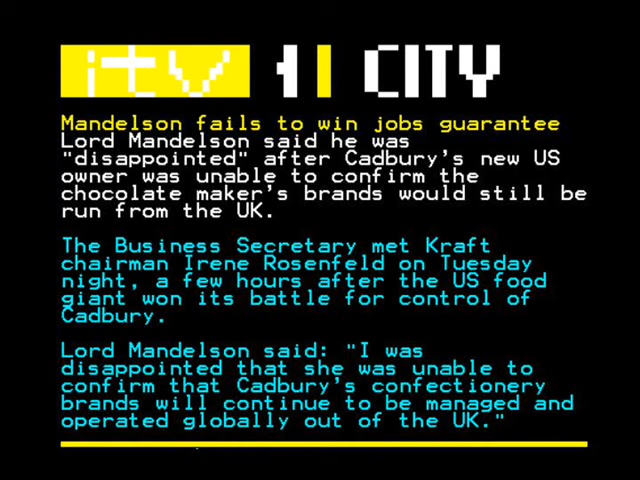 itv 1 CITY
Mandelson fails to win jobs guarantee
Lord Mandelson said he was
"disappointed" after Cadbury's new US
owner was unable to confirm the
chocolate maker's brands would still be
run from the UK.
The Business Secretary met Kraft
chairman Irene Rosenfeld on Tuesday
night, a few hours after the US food
giant won its battle for control of
Cadbury.
Lord Mandelson said: "I was
disappointed that she was unable to
confirm that Cadbury's confectionery
brands will continue to be managed and
operated globally out of the UK."